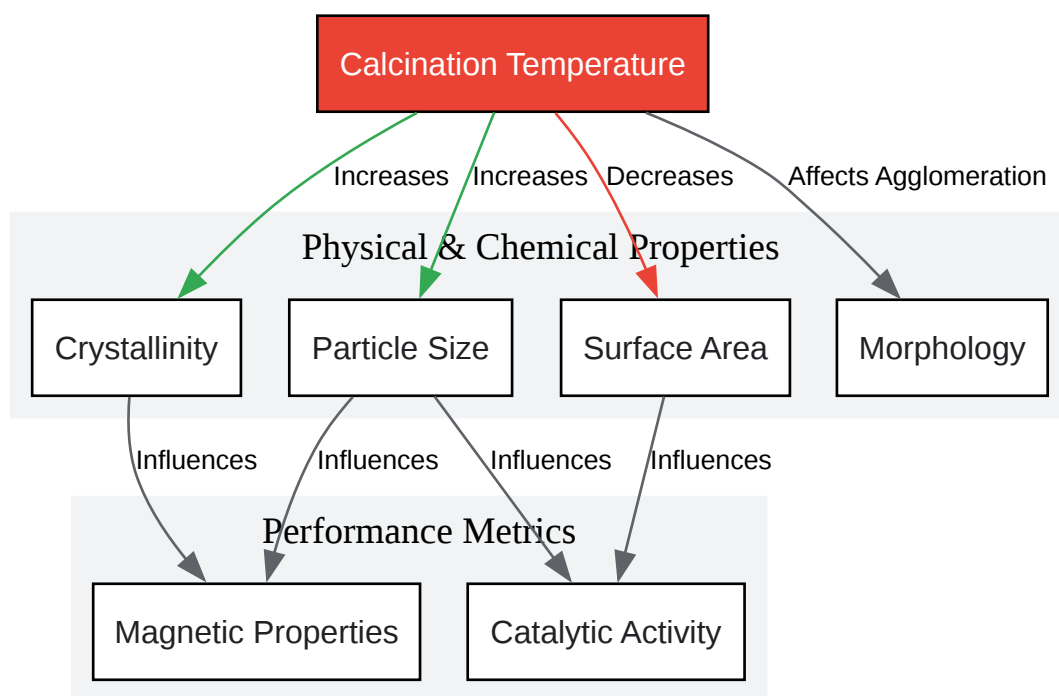 Calcination Temperature
Increases
Increases
Decreases
Affects Agglomeration
Physical & Chemical Properties
Crystallinity
Particle Size
Surface Area
Morphology
Influences
Influences
Influences
Influences
Performance Metrics
Magnetic Properties
Catalytic Activity